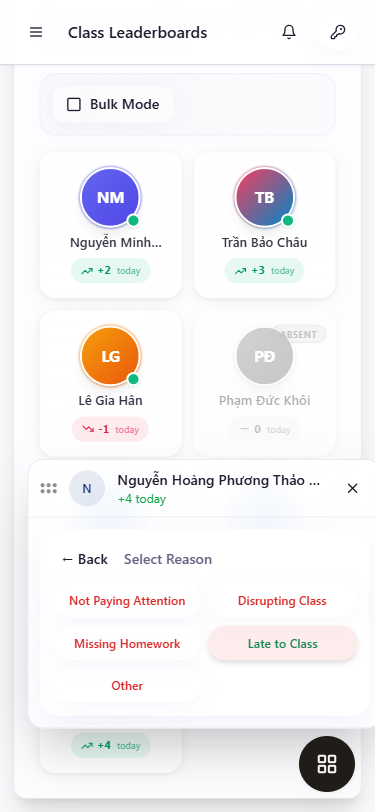 Class Leaderboards
Bulk Mode
NM
Nguyễn Minh...
+2 today
TB
Trần Bảo Châu
+3 today
LG
Lê Gia Hân
-1 today
ABSENT
PĐ
Phạm Đức Khôi
0 today
N
Nguyễn Hoàng Phương Thảo ...
+4 today
← Back Select Reason
Not Paying Attention
Disrupting Class
Missing Homework
Late to Class
Other
+4 today